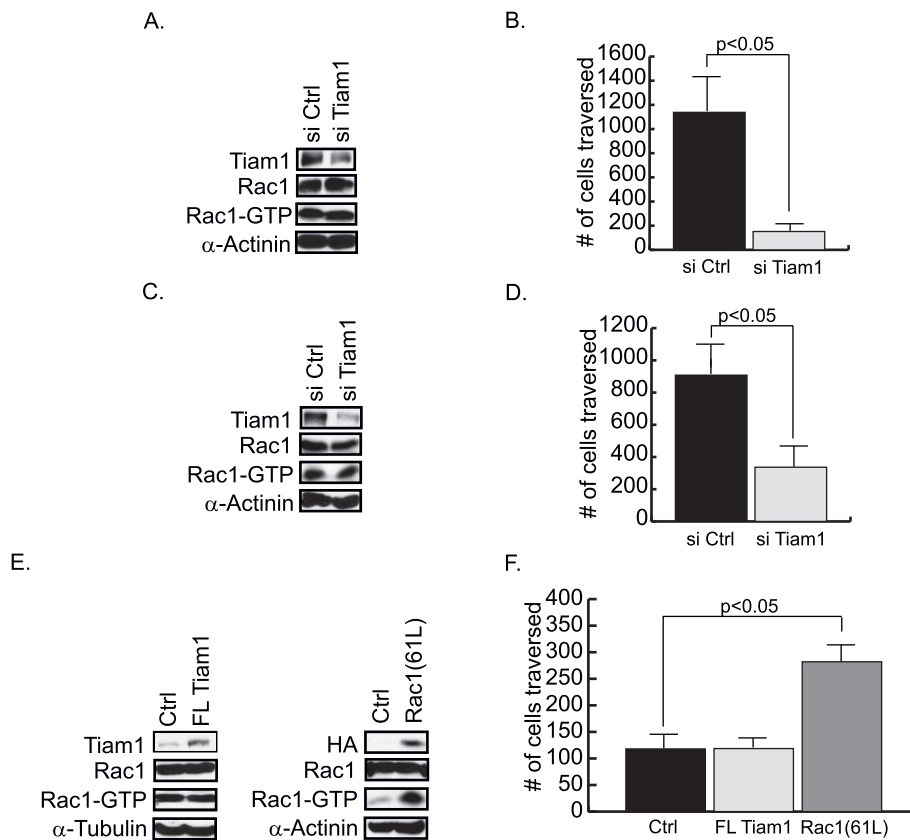 A.
si Ctrl
si Tiam1
Tiam1
Rac1
Rac1-GTP
α-Actinin
B.
p<0.05
# of cells traversed
1600
1400
1200
1000
800
600
400
200
0
si Ctrl
si Tiam1
C.
si Ctrl
si Tiam1
Tiam1
Rac1
Rac1-GTP
α-Actinin
D.
p<0.05
# of cells traversed
1200
1000
800
600
400
200
0
si Ctrl
si Tiam1
E.
Ctrl
FL Tiam1
Tiam1
Rac1
Rac1-GTP
α-Tubulin
Ctrl
Rac1(61L)
HA
Rac1
Rac1-GTP
α-Actinin
F.
p<0.05
# of cells traversed
400
350
300
250
200
150
100
50
0
Ctrl
FL Tiam1
Rac1(61L)